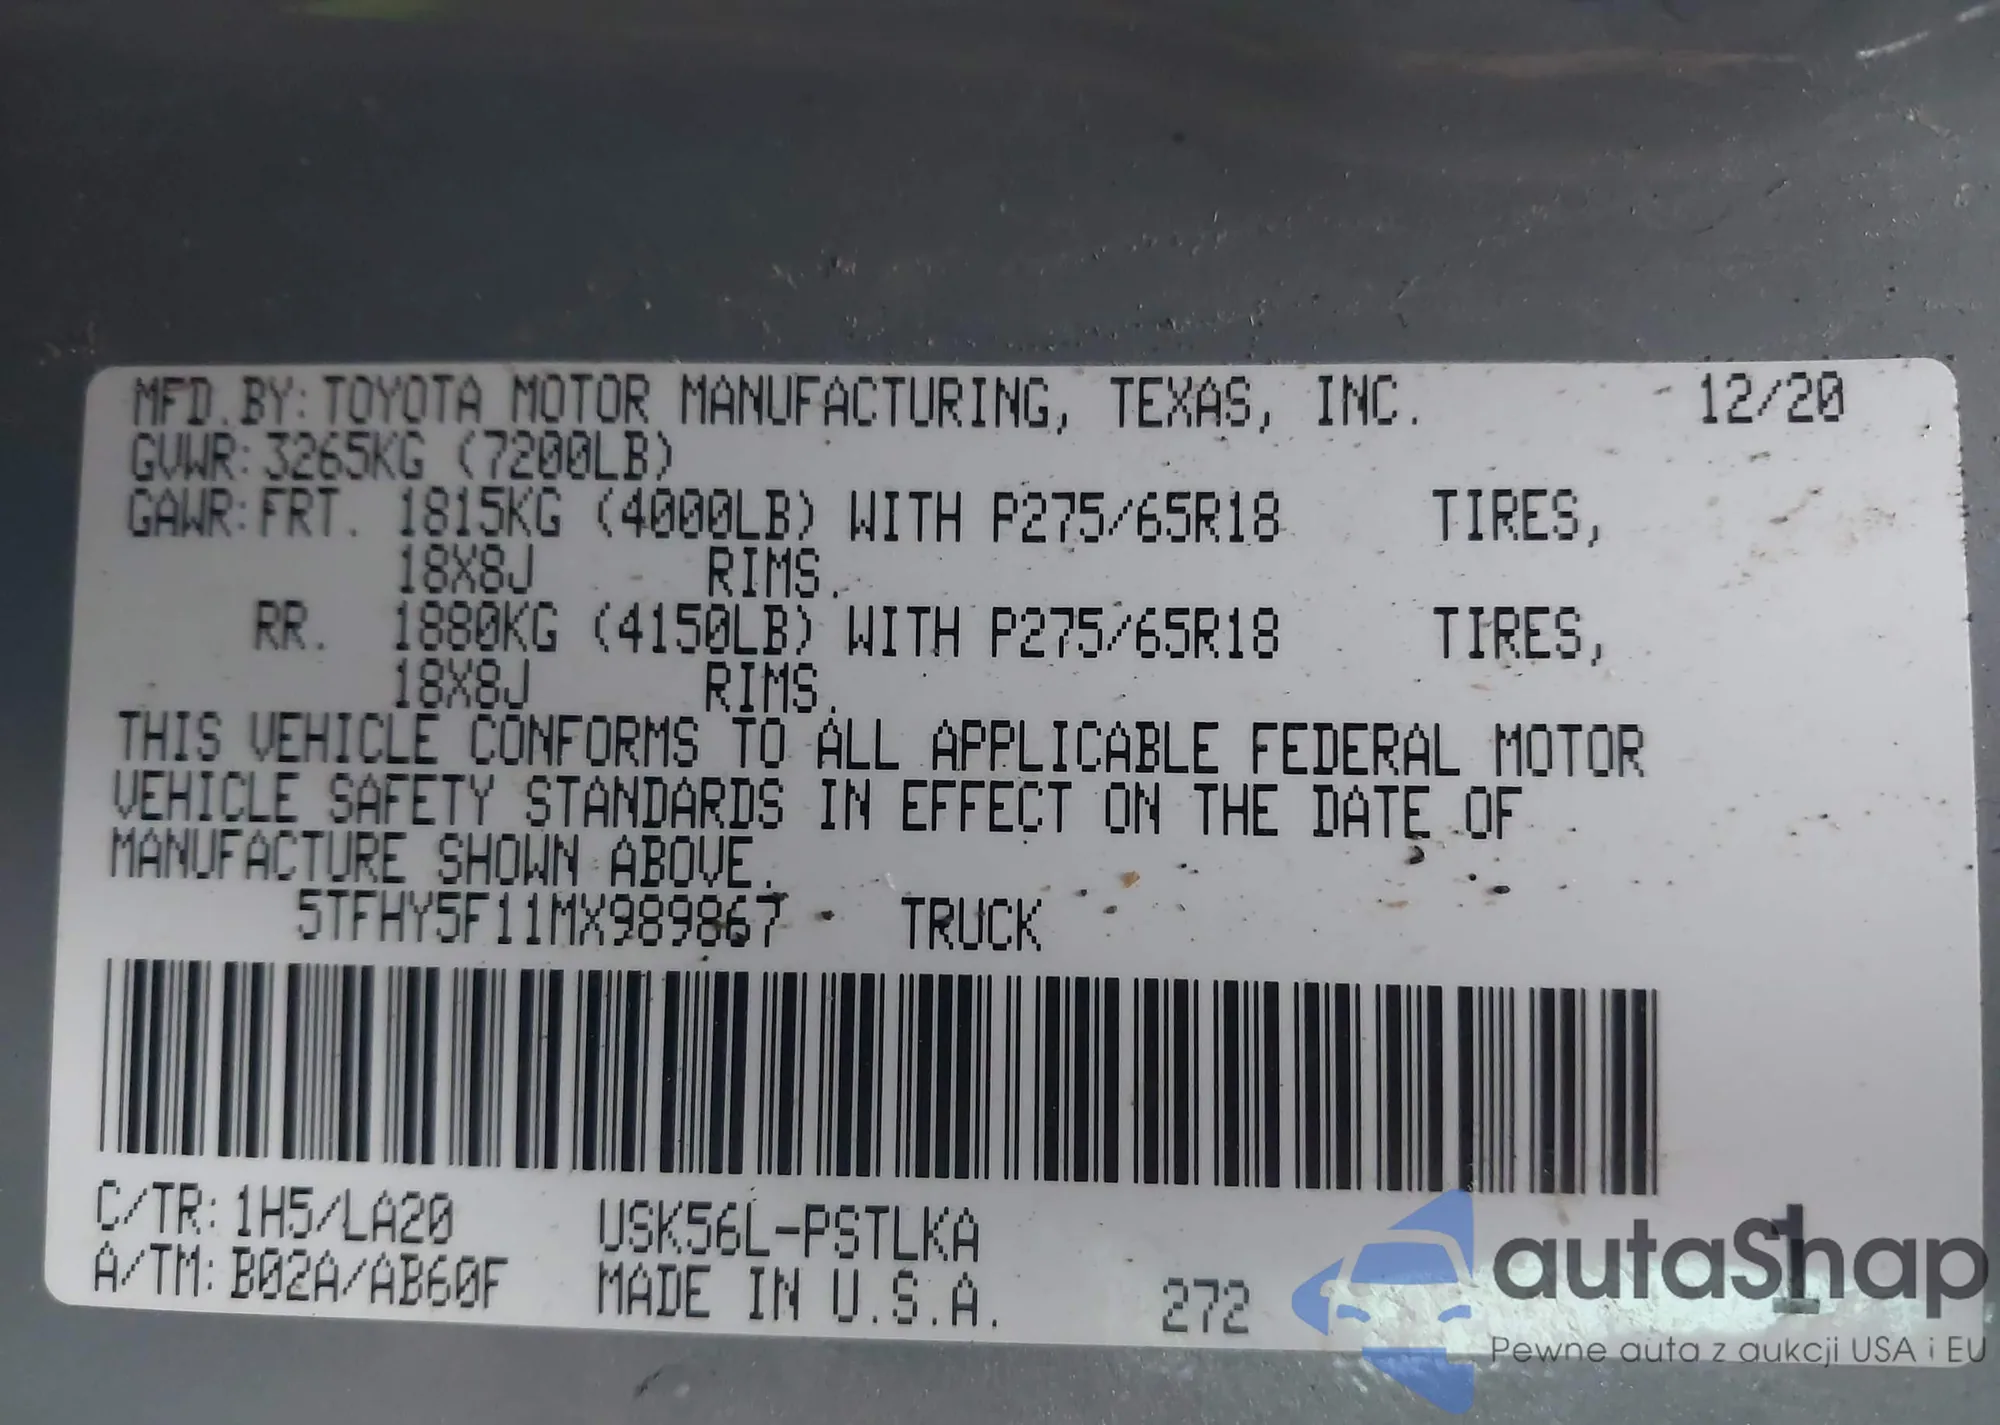 MFD.BY: TOYOTA MOTOR MANUFACTURING, TEXAS, INC. 12/20
GVWR: 3265KG (7200LB)
GAWR: FRT. 1815KG (4000LB) WITH P275/65R18 TIRES,
18X8J RIMS.
RR. 1880KG (4150LB) WITH P275/65R18 TIRES,
18X8J RIMS.
THIS VEHICLE CONFORMS TO ALL APPLICABLE FEDERAL MOTOR
VEHICLE SAFETY STANDARDS IN EFFECT ON THE DATE OF
MANUFACTURE SHOWN ABOVE.
5TFHY5F11MX989867 TRUCK
C/TR: 1H5/LA20 USK56L-PSTLKA
A/TM: B02A/AB60F MADE IN U.S.A. 272 1
autaShap
Pewne auta z aukcji USA i EU